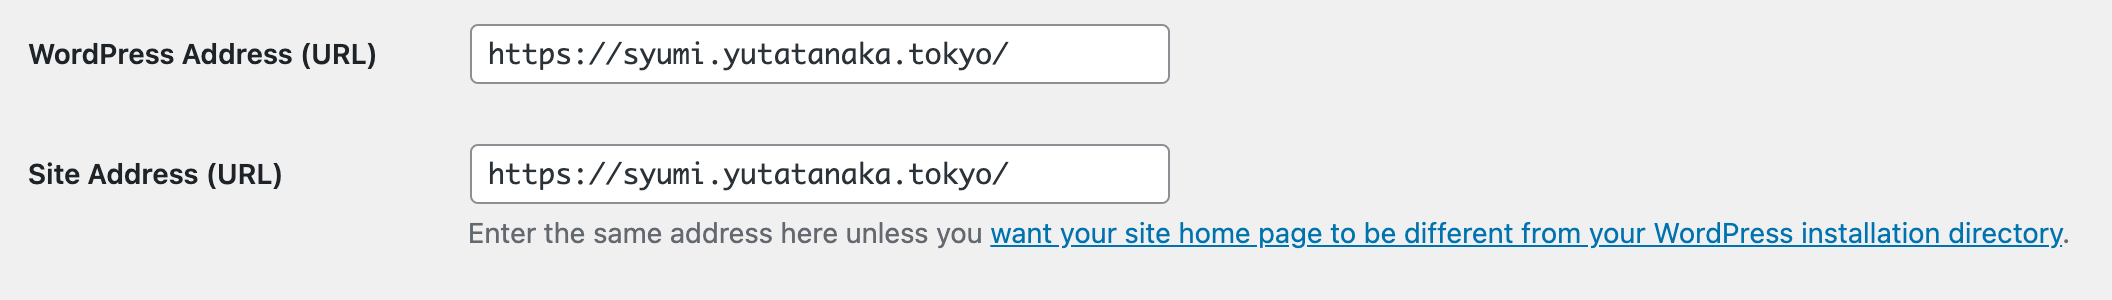 WordPress Address (URL) https://syumi.yutatanaka.tokyo/
Site Address (URL) https://syumi.yutatanaka.tokyo/
Enter the same address here unless you want your site home page to be different from your WordPress installation directory.